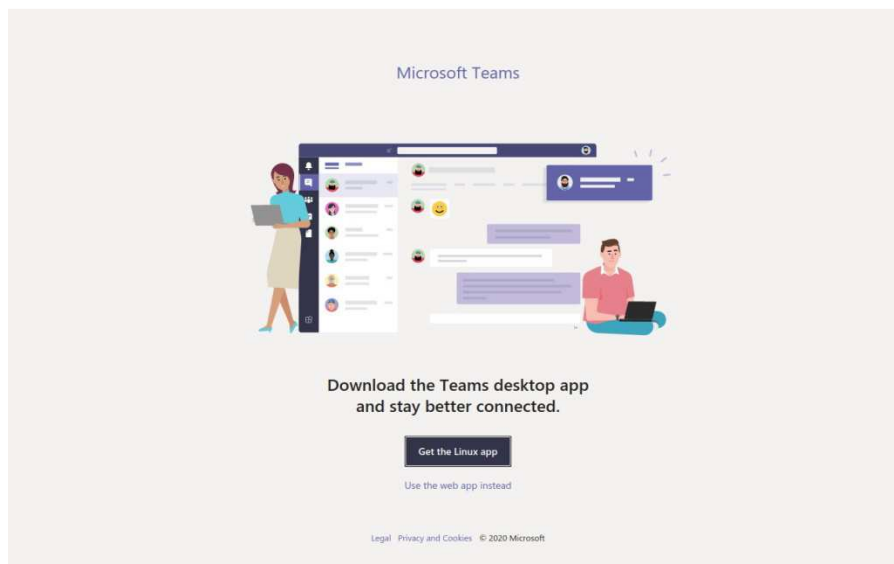 Microsoft Teams
Download the Teams desktop app
and stay better connected.
Get the Linux app
Use the web app instead
Legal Privacy and Cookies © 2020 Microsoft